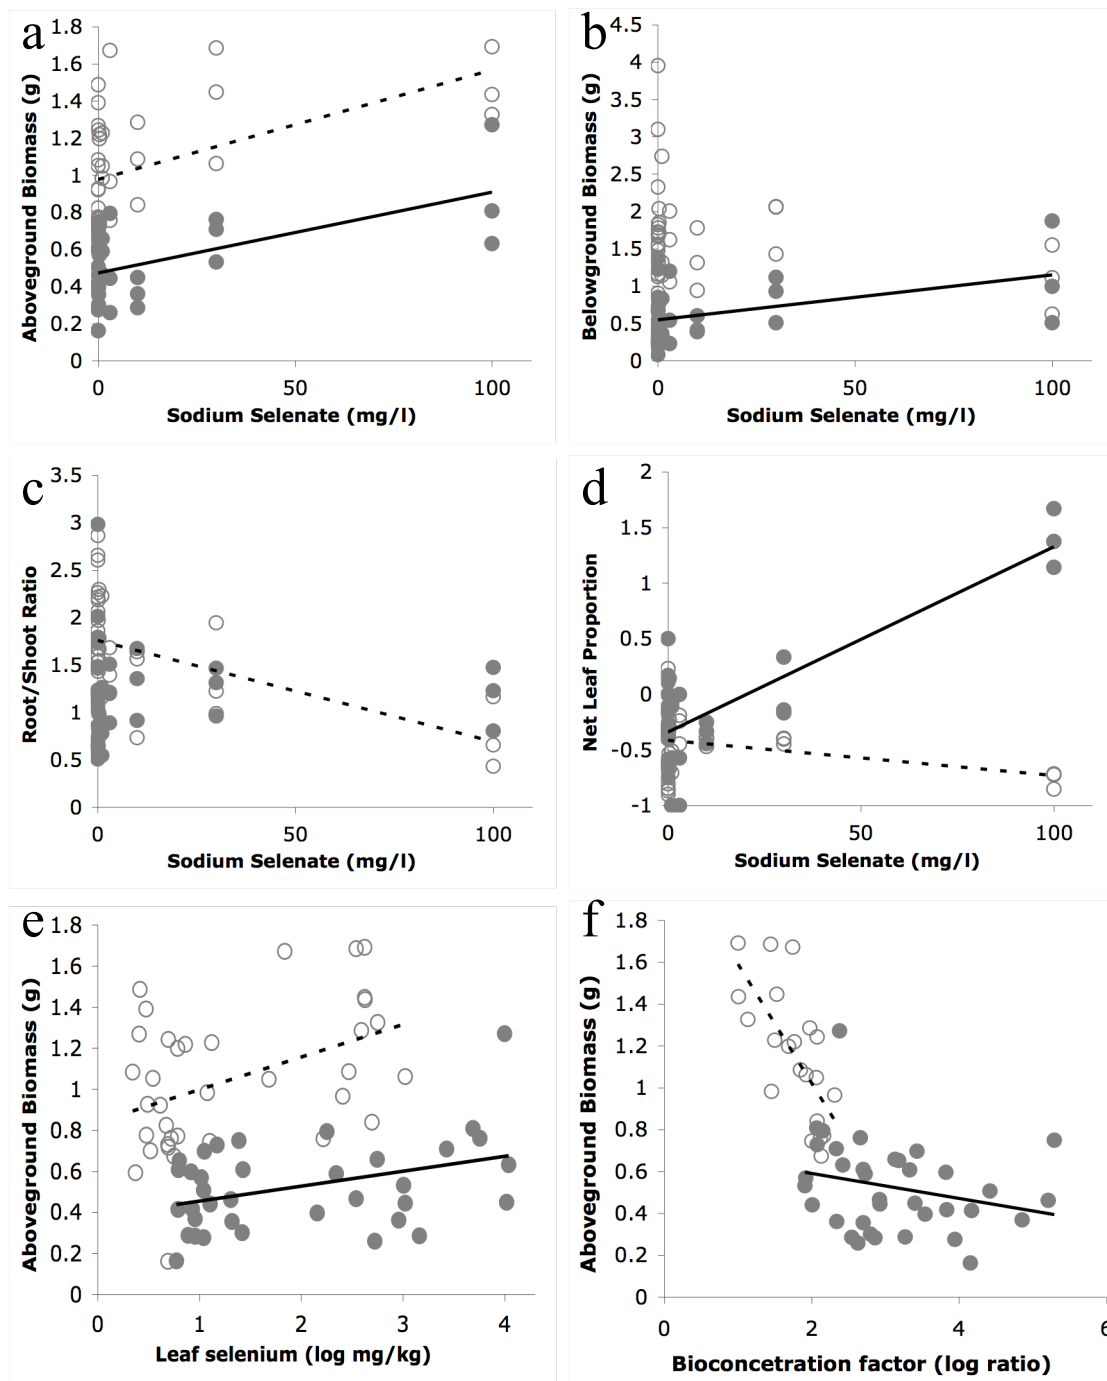 a
1.8
1.6
1.4
1.2
1
0.8
0.6
0.4
0.2
0
Aboveground Biomass (g)
0 50 100
Sodium Selenate (mg/l)
b
4.5
4
3.5
3
2.5
2
1.5
1
0.5
0
Belowground Biomass (g)
0 50 100
Sodium Selenate (mg/l)
c
3.5
3
2.5
2
1.5
1
0.5
0
Root/Shoot Ratio
0 50 100
Sodium Selenate (mg/l)
d
2
1.5
1
0.5
0
-0.5
-1
Net Leaf Proportion
0 50 100
Sodium Selenate (mg/l)
e
1.8
1.6
1.4
1.2
1
0.8
0.6
0.4
0.2
0
Aboveground Biomass (g)
0 1 2 3 4
Leaf selenium (log mg/kg)
f
1.8
1.6
1.4
1.2
1
0.8
0.6
0.4
0.2
0
Aboveground Biomass (g)
0 2 4 6
Bioconcetration factor (log ratio)